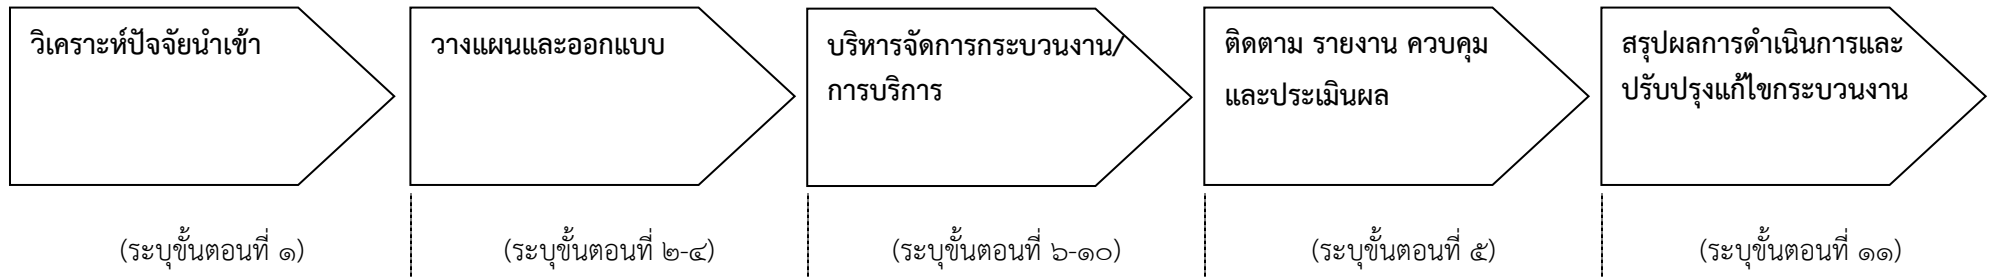 วิเคราะห์ปัจจัยนำเข้า
วางแผนและออกแบบ
บริหารจัดการกระบวนงาน/
การบริการ
ติดตาม รายงาน ควบคุม
และประเมินผล
สรุปผลการดำเนินการและ
ปรับปรุงแก้ไขกระบวนงาน
(ระบุขั้นตอนที่ ๑)
(ระบุขั้นตอนที่ ๒-๔)
(ระบุขั้นตอนที่ ๖-๑๐)
(ระบุขั้นตอนที่ ๕)
(ระบุขั้นตอนที่ ๑๑)